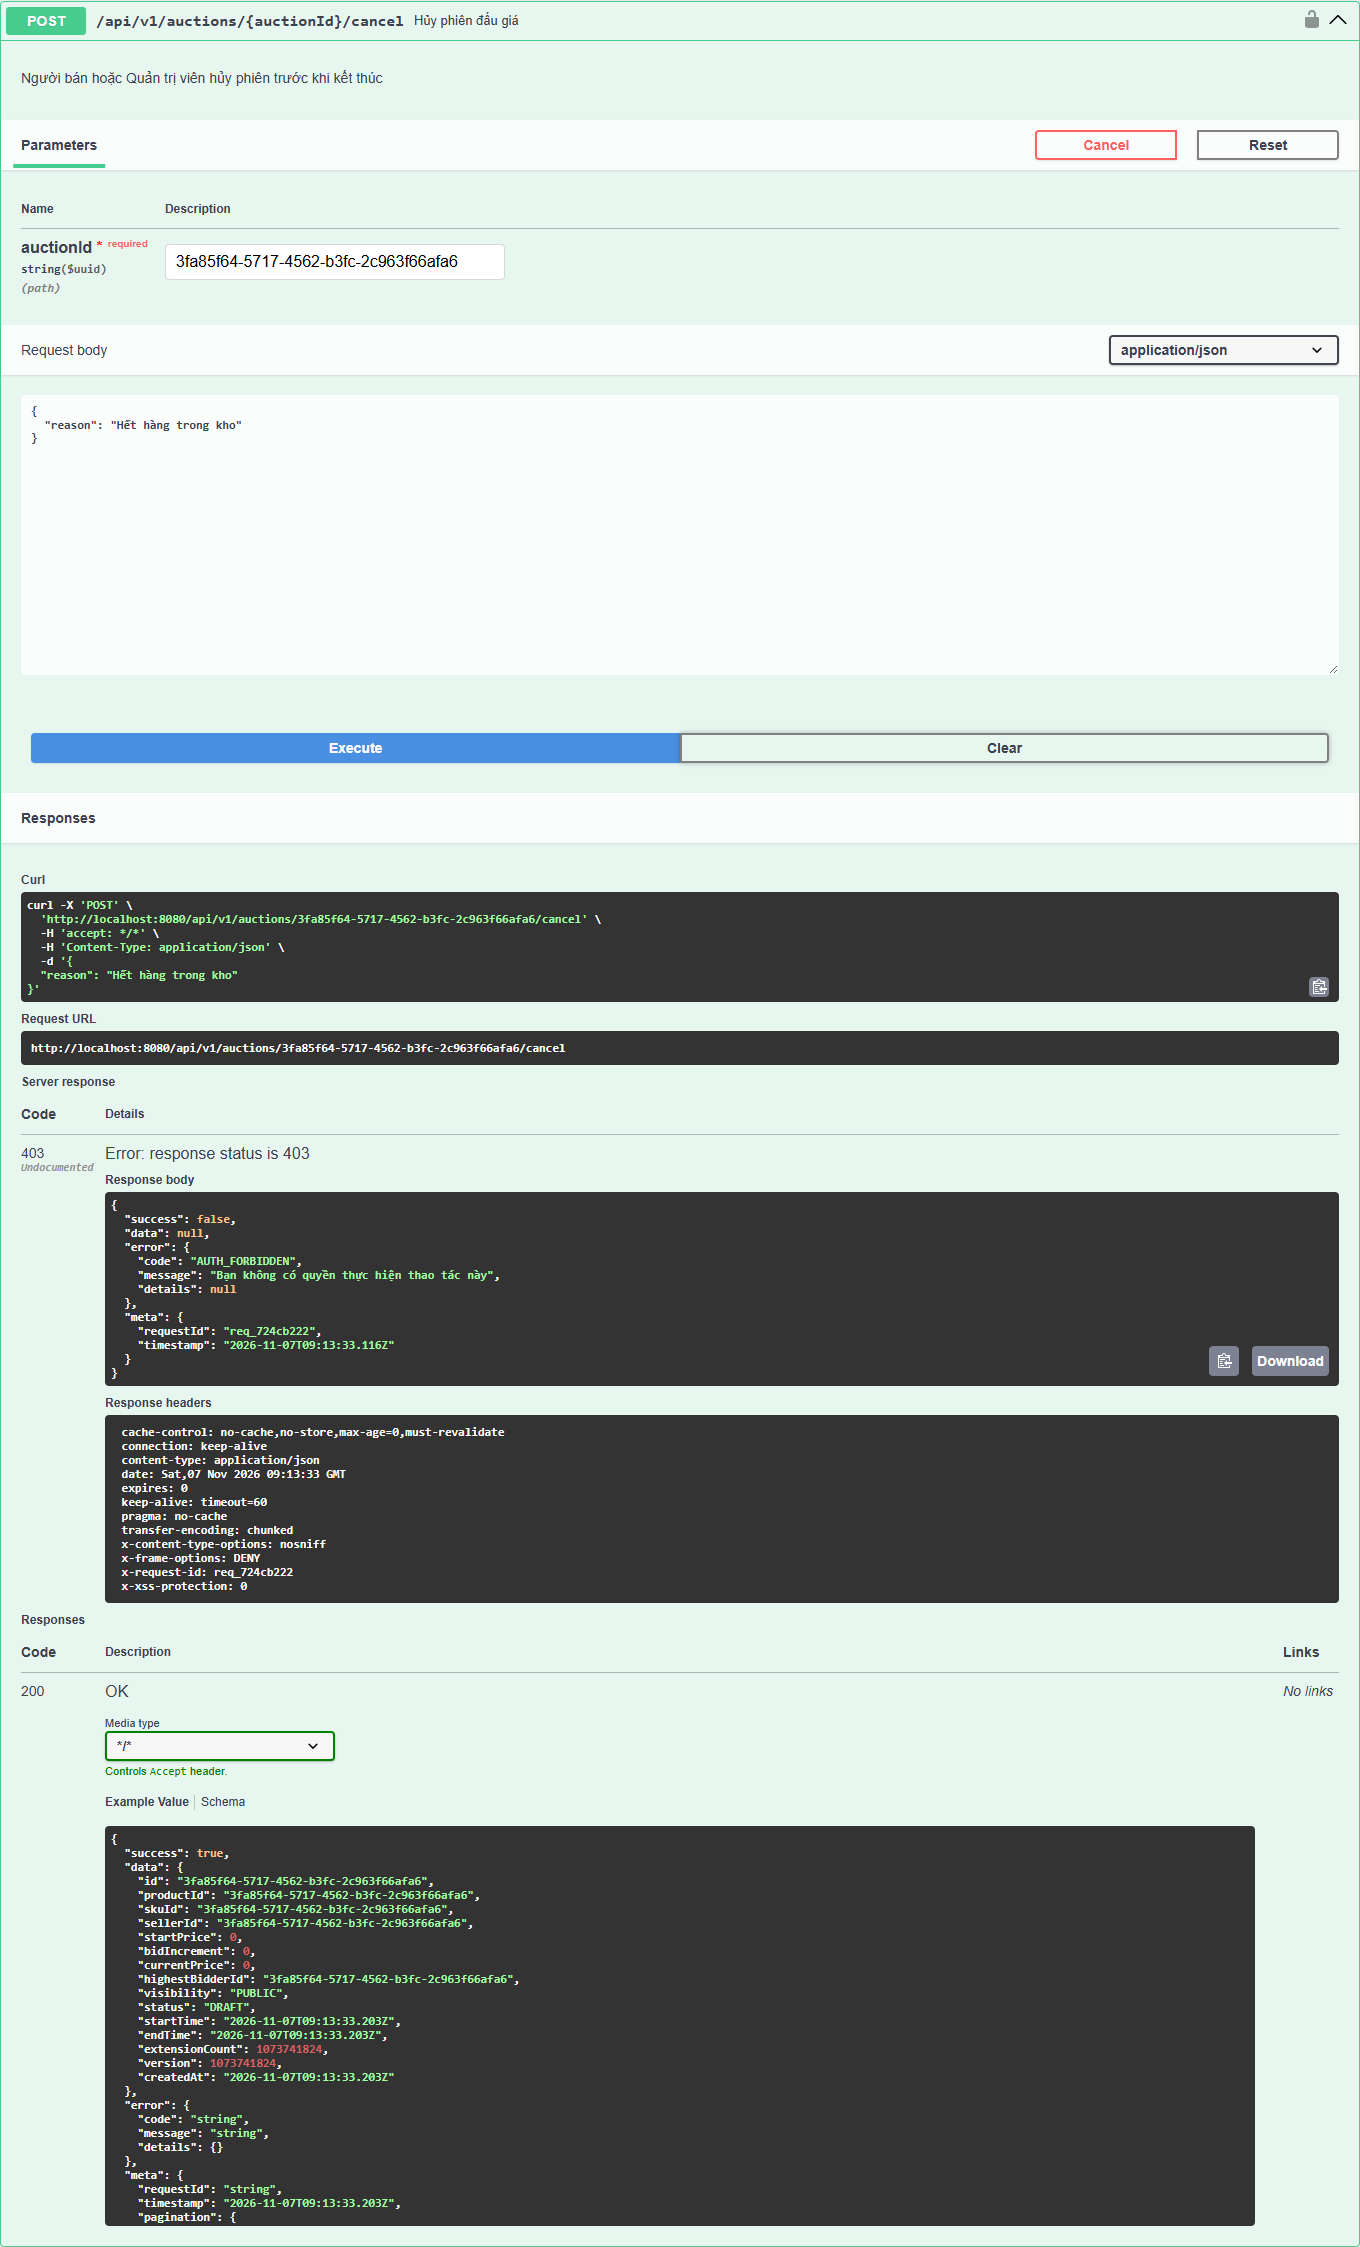 POST /api/v1/auctions/{auctionId}/cancel Hủy phiên đấu giá
Người bán hoặc Quản trị viên hủy phiên trước khi kết thúc
Parameters Cancel Reset
Name Description
auctionId * required
string($uuid)
(path)
3fa85f64-5717-4562-b3fc-2c963f66afa6
Request body application/json
{
  "reason": "Hết hàng trong kho"
}
Execute Clear
Responses
Curl
curl -X 'POST' \
  'http://localhost:8080/api/v1/auctions/3fa85f64-5717-4562-b3fc-2c963f66afa6/cancel' \
  -H 'accept: */*' \
  -H 'Content-Type: application/json' \
  -d '{
  "reason": "Hết hàng trong kho"
}'
Request URL
http://localhost:8080/api/v1/auctions/3fa85f64-5717-4562-b3fc-2c963f66afa6/cancel
Server response
Code Details
403
Undocumented
Error: response status is 403
Response body
{
  "success": false,
  "data": null,
  "error": {
    "code": "AUTH_FORBIDDEN",
    "message": "Bạn không có quyền thực hiện thao tác này",
    "details": null
  },
  "meta": {
    "requestId": "req_724cb222",
    "timestamp": "2026-11-07T09:13:33.116Z"
  }
}
Download
Response headers
cache-control: no-cache,no-store,max-age=0,must-revalidate
connection: keep-alive
content-type: application/json
date: Sat,07 Nov 2026 09:13:33 GMT
expires: 0
keep-alive: timeout=60
pragma: no-cache
transfer-encoding: chunked
x-content-type-options: nosniff
x-frame-options: DENY
x-request-id: req_724cb222
x-xss-protection: 0
Responses
Code Description Links
200 OK No links
Media type
*/*
Controls Accept header.
Example Value Schema
{
  "success": true,
  "data": {
    "id": "3fa85f64-5717-4562-b3fc-2c963f66afa6",
    "productId": "3fa85f64-5717-4562-b3fc-2c963f66afa6",
    "skuId": "3fa85f64-5717-4562-b3fc-2c963f66afa6",
    "sellerId": "3fa85f64-5717-4562-b3fc-2c963f66afa6",
    "startPrice": 0,
    "bidIncrement": 0,
    "currentPrice": 0,
    "highestBidderId": "3fa85f64-5717-4562-b3fc-2c963f66afa6",
    "visibility": "PUBLIC",
    "status": "DRAFT",
    "startTime": "2026-11-07T09:13:33.203Z",
    "endTime": "2026-11-07T09:13:33.203Z",
    "extensionCount": 1073741824,
    "version": 1073741824,
    "createdAt": "2026-11-07T09:13:33.203Z"
  },
  "error": {
    "code": "string",
    "message": "string",
    "details": {}
  },
  "meta": {
    "requestId": "string",
    "timestamp": "2026-11-07T09:13:33.203Z",
    "pagination": {